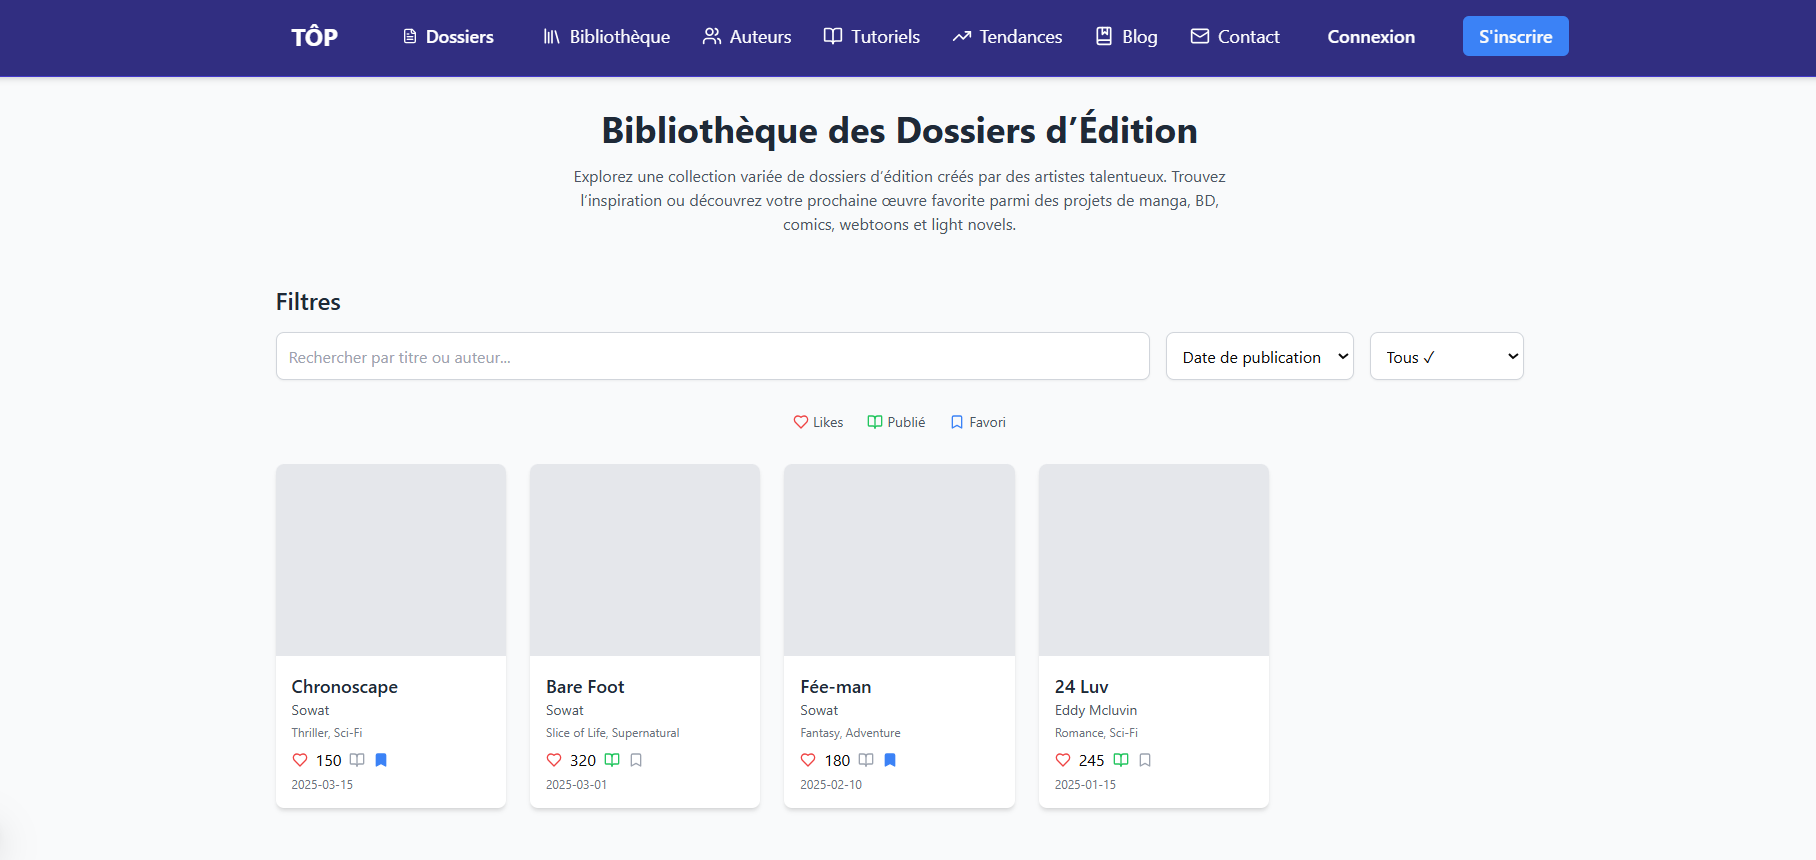 TÔP
Dossiers
Bibliothèque
Auteurs
Tutoriels
Tendances
Blog
Contact
Connexion
S'inscrire
Bibliothèque des Dossiers d’Édition
Explorez une collection variée de dossiers d’édition créés par des artistes talentueux. Trouvez
l’inspiration ou découvrez votre prochaine œuvre favorite parmi des projets de manga, BD,
comics, webtoons et light novels.
Filtres
Rechercher par titre ou auteur...
Date de publication
Tous ✓
Likes
Publié
Favori
Chronoscape
Sowat
Thriller, Sci-Fi
150
2025-03-15
Bare Foot
Sowat
Slice of Life, Supernatural
320
2025-03-01
Fée-man
Sowat
Fantasy, Adventure
180
2025-02-10
24 Luv
Eddy Mcluvin
Romance, Sci-Fi
245
2025-01-15